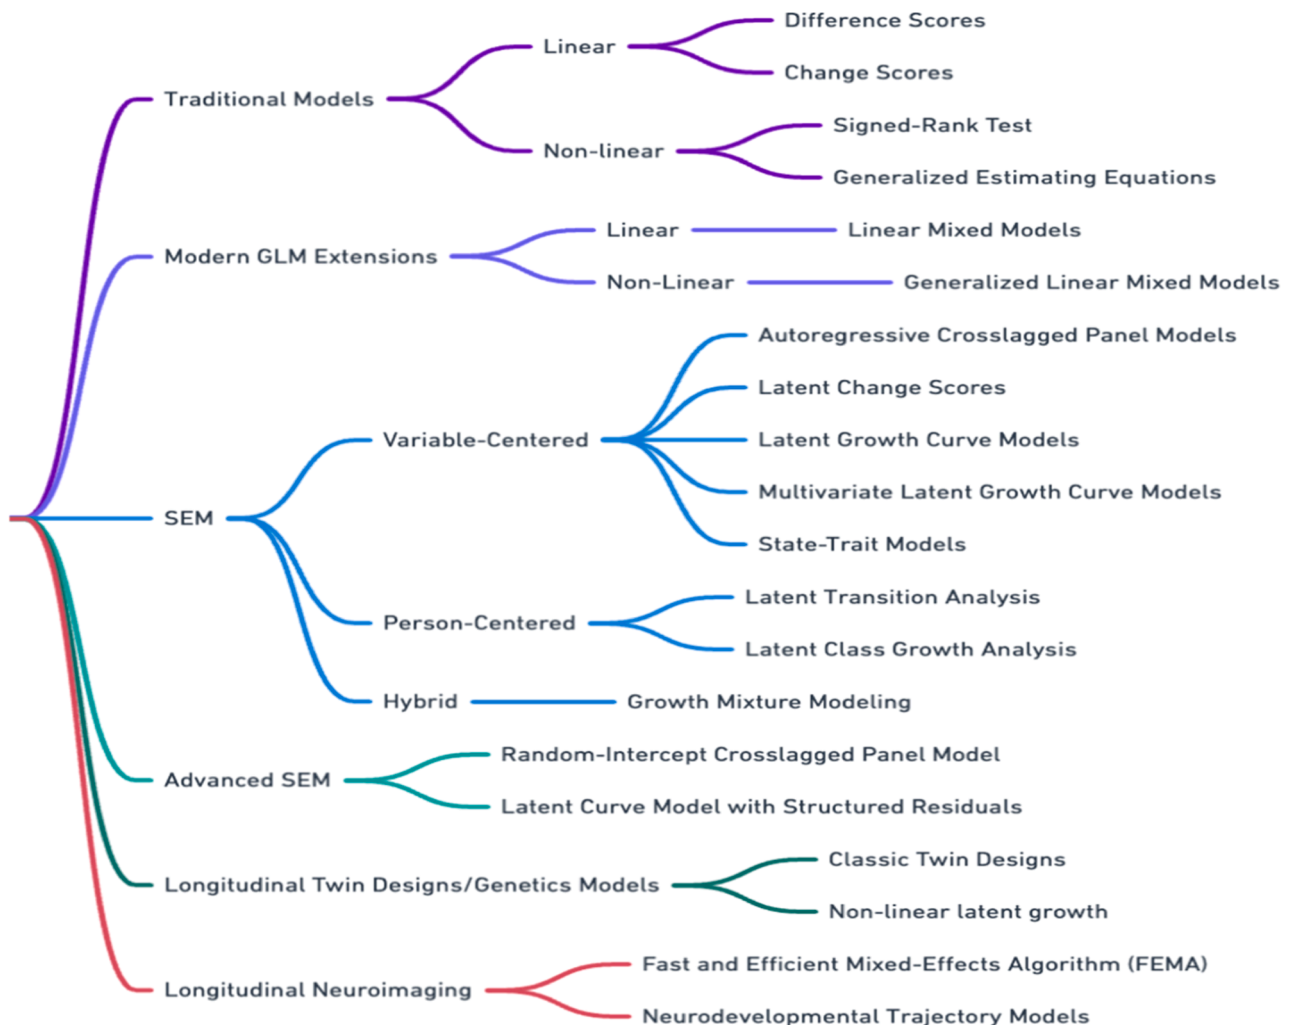 Traditional Models
Linear
Difference Scores
Change Scores
Non-linear
Signed-Rank Test
Generalized Estimating Equations
Modern GLM Extensions
Linear
Linear Mixed Models
Non-Linear
Generalized Linear Mixed Models
SEM
Variable-Centered
Autoregressive Crosslagged Panel Models
Latent Change Scores
Latent Growth Curve Models
Multivariate Latent Growth Curve Models
State-Trait Models
Person-Centered
Latent Transition Analysis
Latent Class Growth Analysis
Hybrid
Growth Mixture Modeling
Advanced SEM
Random-Intercept Crosslagged Panel Model
Latent Curve Model with Structured Residuals
Longitudinal Twin Designs/Genetics Models
Classic Twin Designs
Non-linear latent growth
Longitudinal Neuroimaging
Fast and Efficient Mixed-Effects Algorithm (FEMA)
Neurodevelopmental Trajectory Models